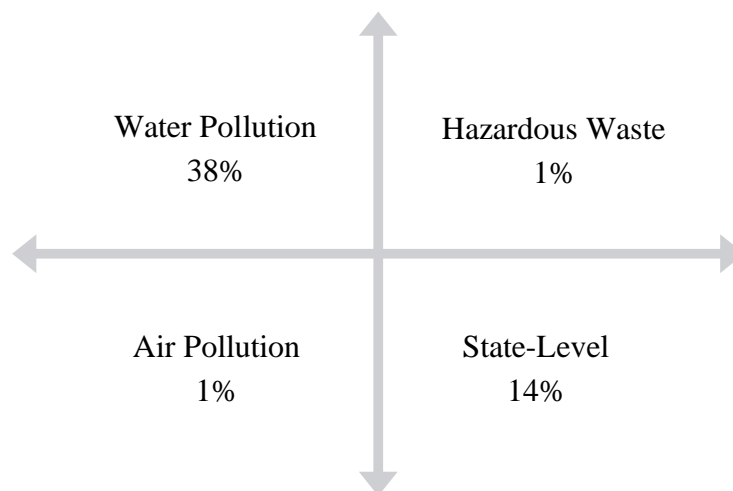 Water Pollution
38%
Hazardous Waste
1%
Air Pollution
1%
State-Level
14%